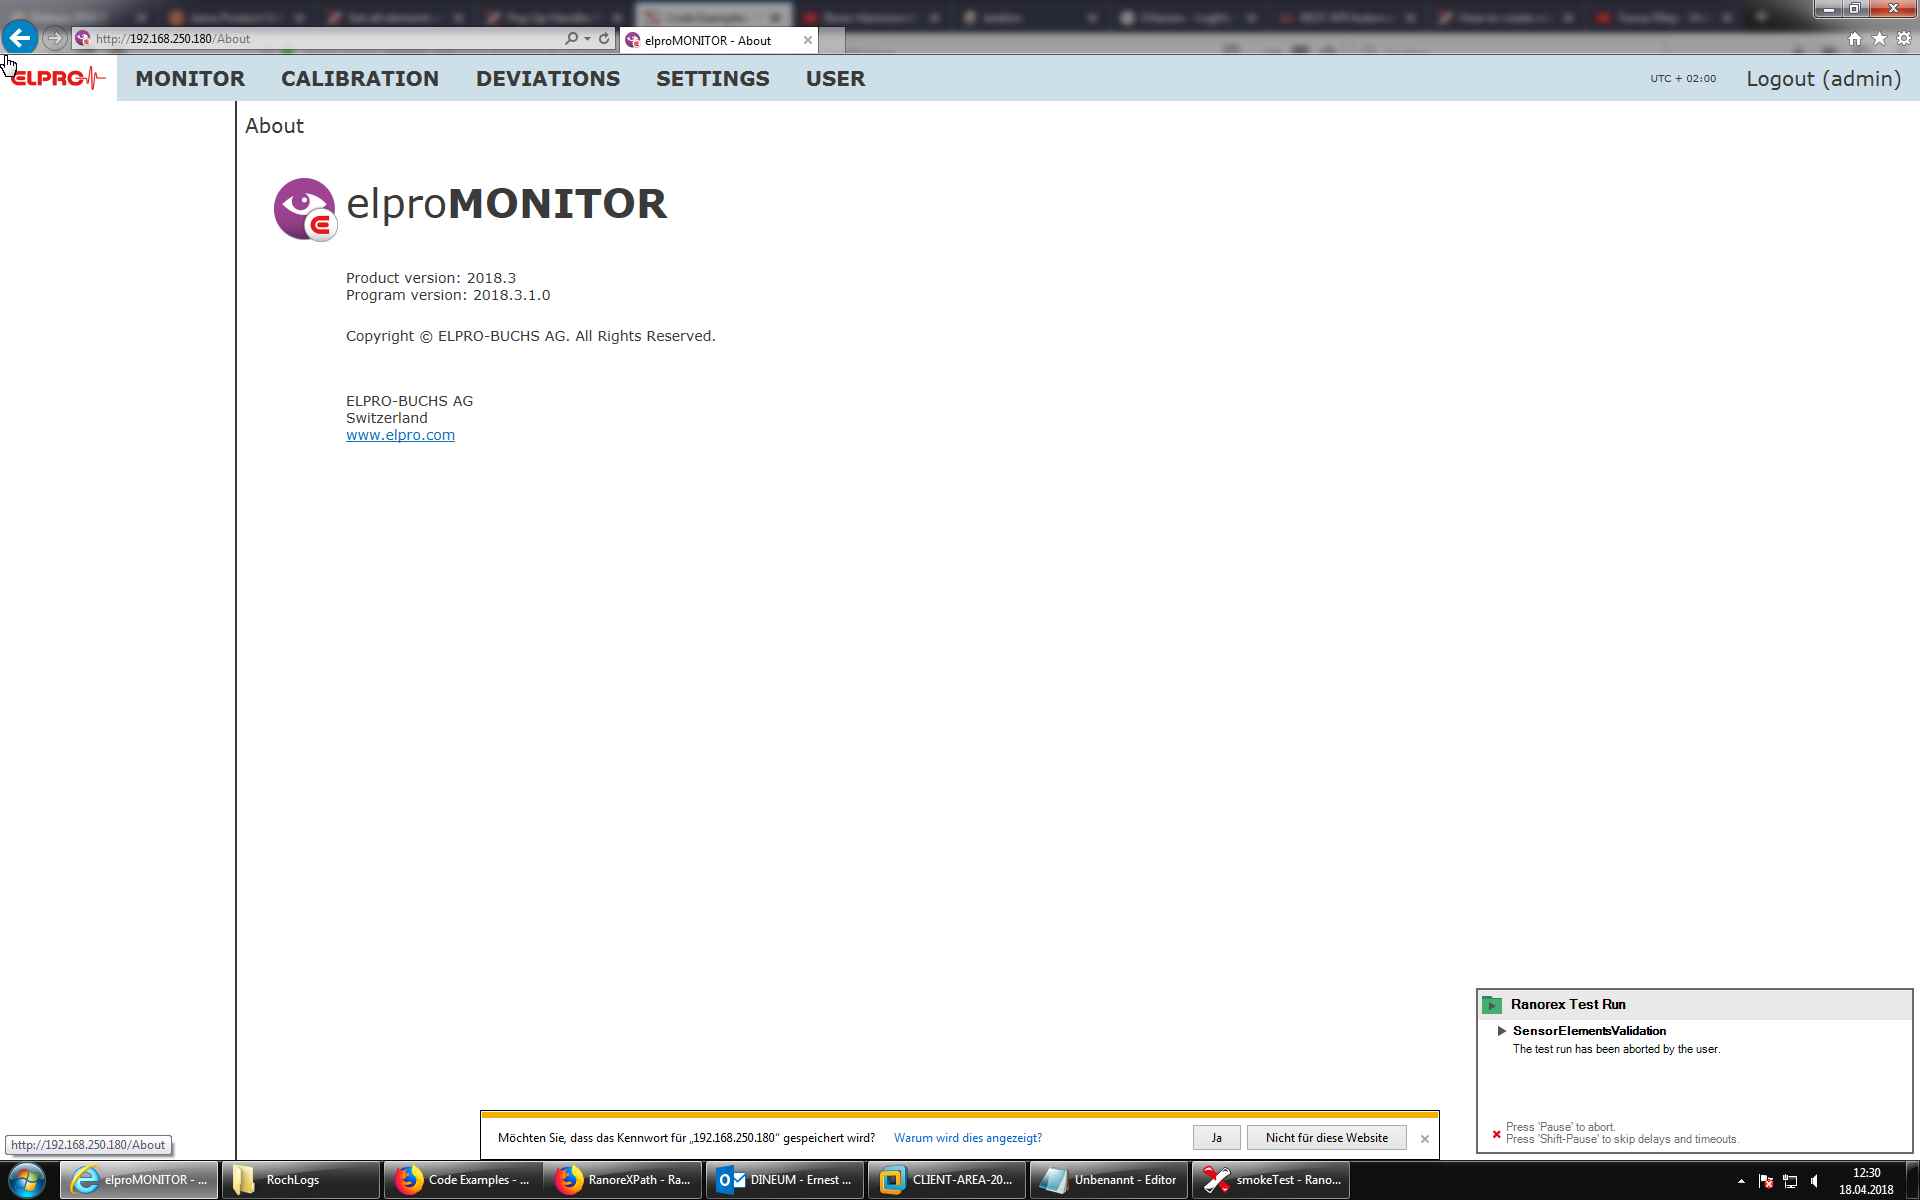 http://192.168.250.180/About
elproMONITOR - About
ELPRO
MONITOR
CALIBRATION
DEVIATIONS
SETTINGS
USER
UTC + 02:00
Logout (admin)
About
elproMONITOR
Product version: 2018.3
Program version: 2018.3.1.0
Copyright © ELPRO-BUCHS AG. All Rights Reserved.
ELPRO-BUCHS AG
Switzerland
www.elpro.com
Ranorex Test Run
SensorElementsValidation
The test run has been aborted by the user.
Press 'Pause' to abort.
Press 'Shift-Pause' to skip delays and timeouts.
Möchten Sie, dass das Kennwort für „192.168.250.180“ gespeichert wird?
Warum wird dies angezeigt?
Ja
Nicht für diese Website
http://192.168.250.180/About
elproMONITOR - ...
RochLogs
Code Examples - ...
RanoreXPath - Ra...
DINEUM - Ernest ...
CLIENT-AREA-20...
Unbenannt - Editor
smokeTest - Rano...
12:30
18.04.2018